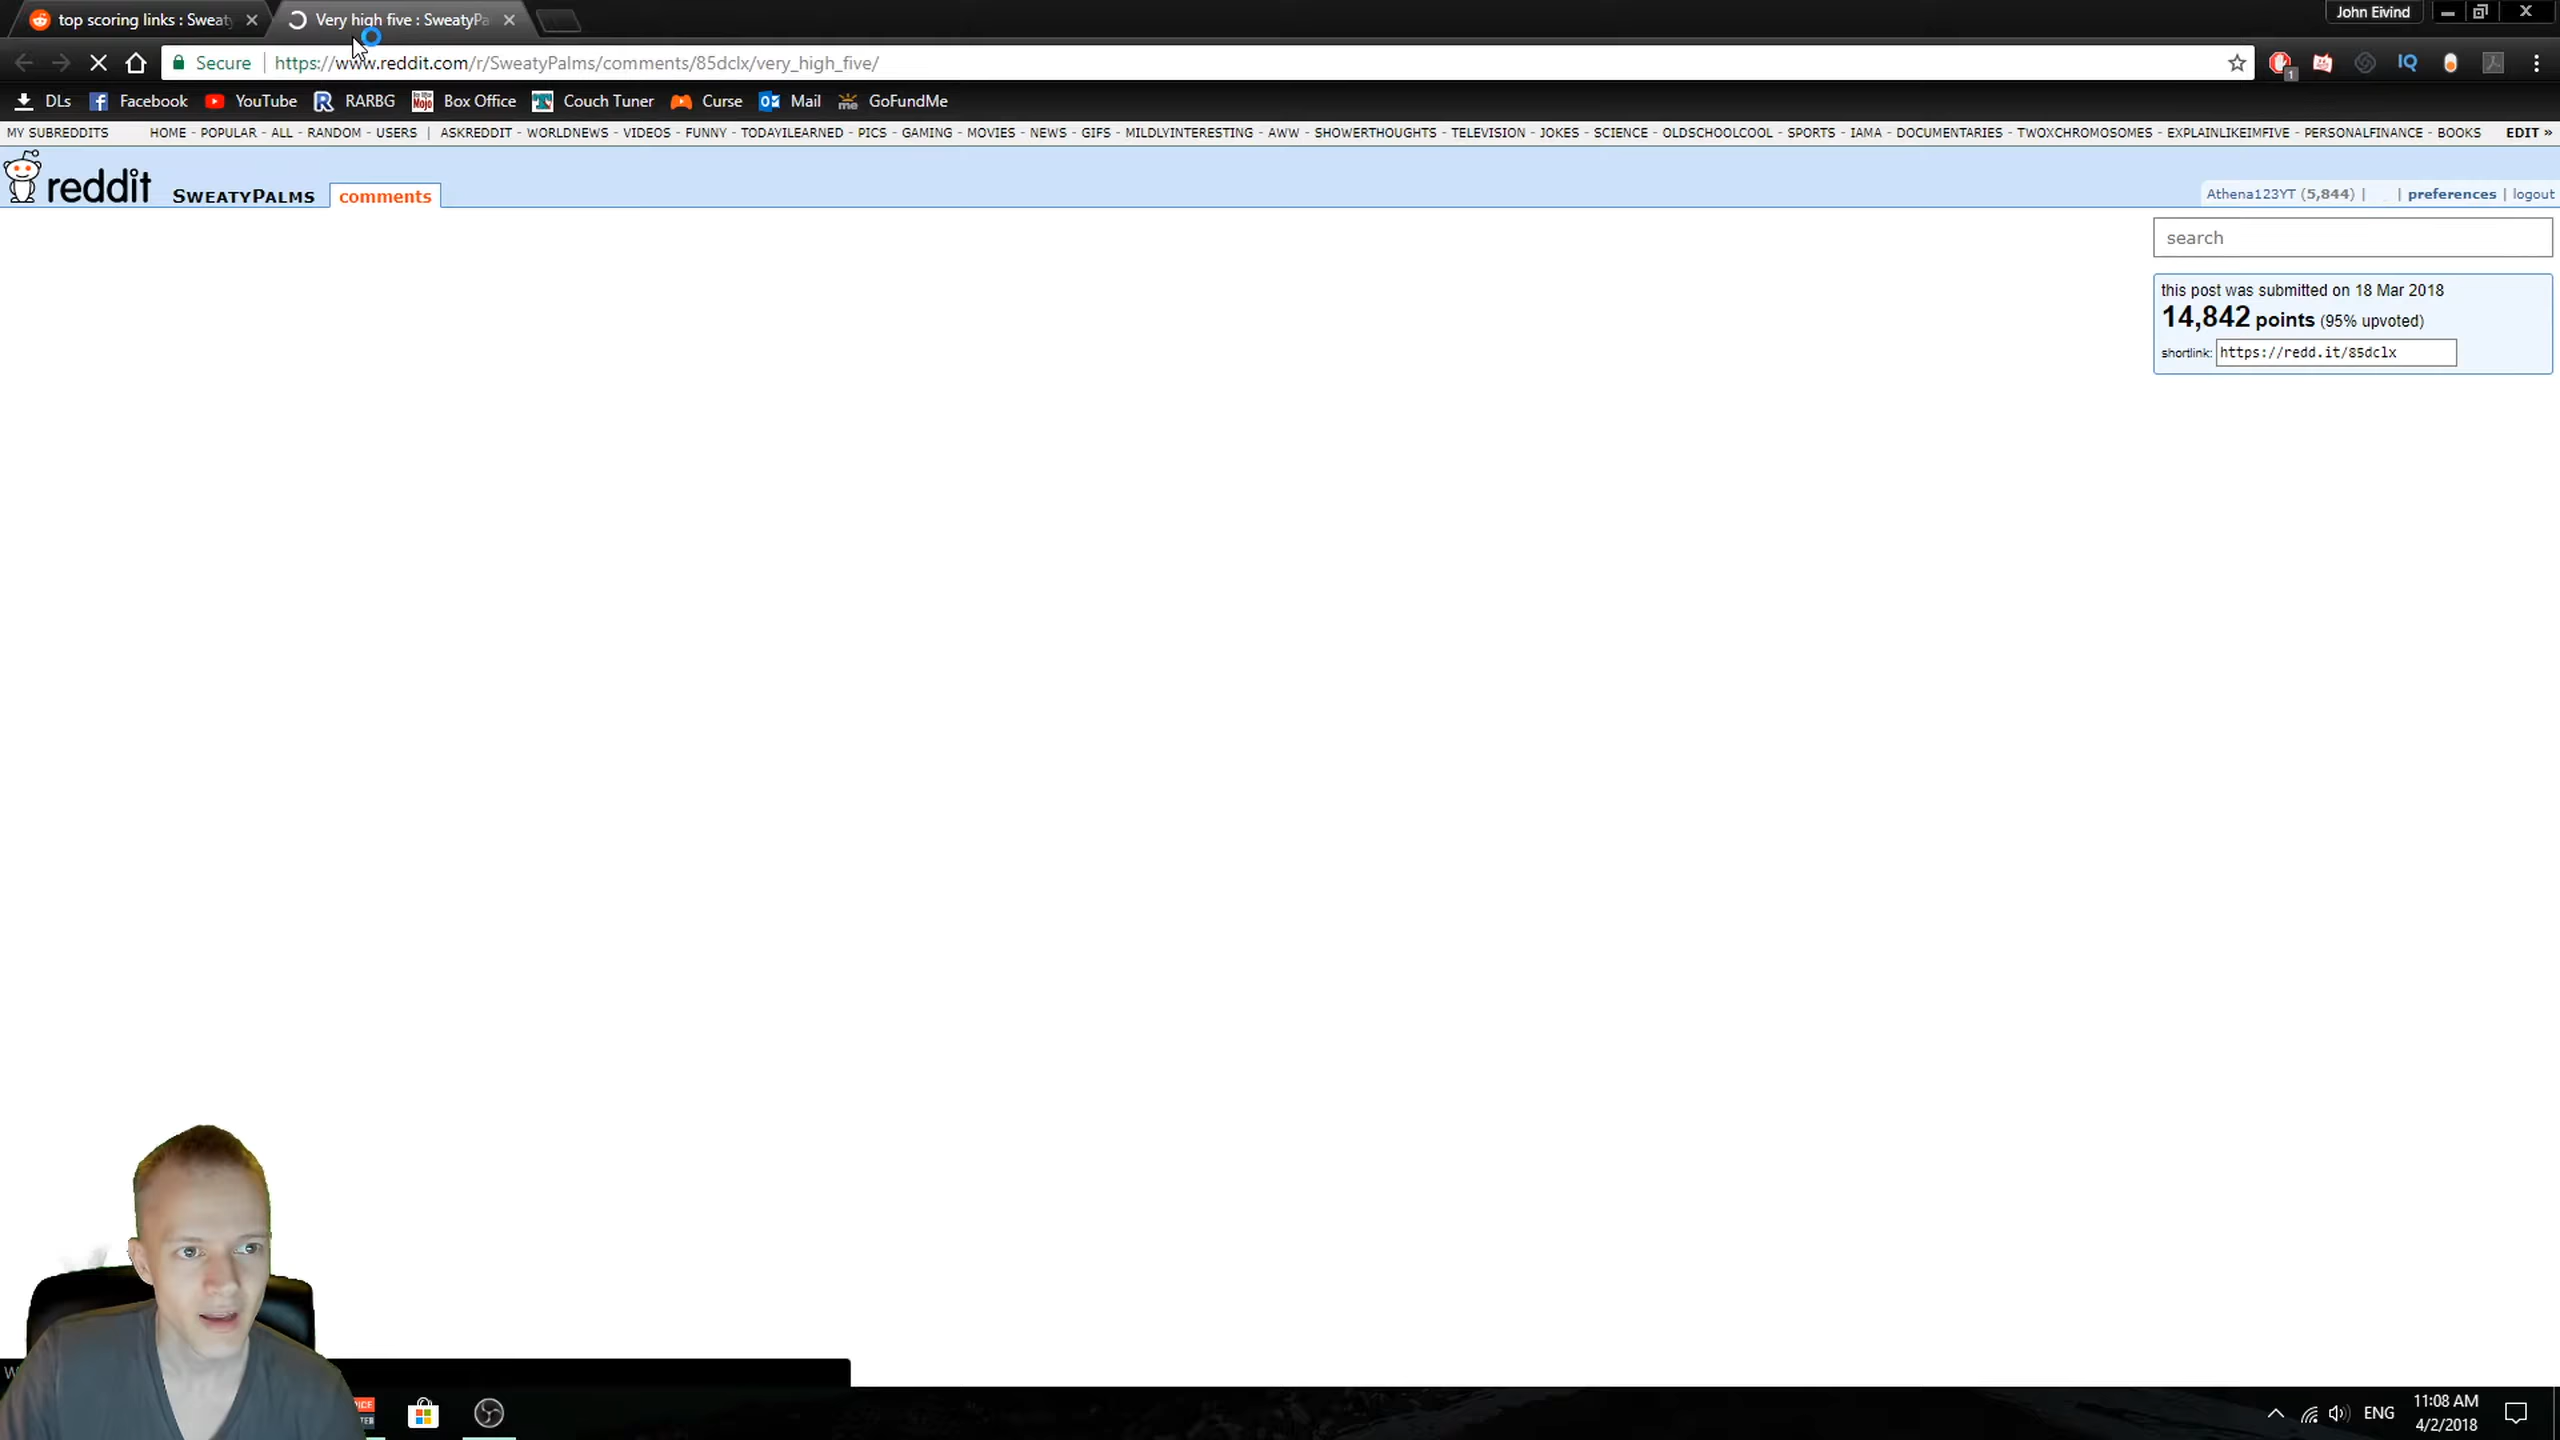 top scoring links : Sweaty
Very high five : SweatyPa
John Eivind
Secure
https://www.reddit.com/r/SweatyPalms/comments/85dclx/very_high_five/
1
IQ
DLs
Facebook
YouTube
RARBG
Box Office
Couch Tuner
Curse
Mail
GoFundMe
MY SUBREDDITS
HOME - POPULAR - ALL - RANDOM - USERS | ASKREDDIT - WORLDNEWS - VIDEOS - FUNNY - TODAYILEARNED - PICS - GAMING - MOVIES - NEWS - GIFS - MILDLYINTERESTING - AWW - SHOWERTHOUGHTS - TELEVISION - JOKES - SCIENCE - OLDSCHOOLCOOL - SPORTS - IAMA - DOCUMENTARIES - TWOXCHROMOSOMES - EXPLAINLIKEIMFIVE - PERSONALFINANCE - BOOKS
EDIT »
reddit
SWEATYPALMS
comments
Athena123YT (5,844) | | preferences | logout
search
this post was submitted on 18 Mar 2018
14,842 points (95% upvoted)
shortlink: https://redd.it/85dclx
ENG
11:08 AM
4/2/2018